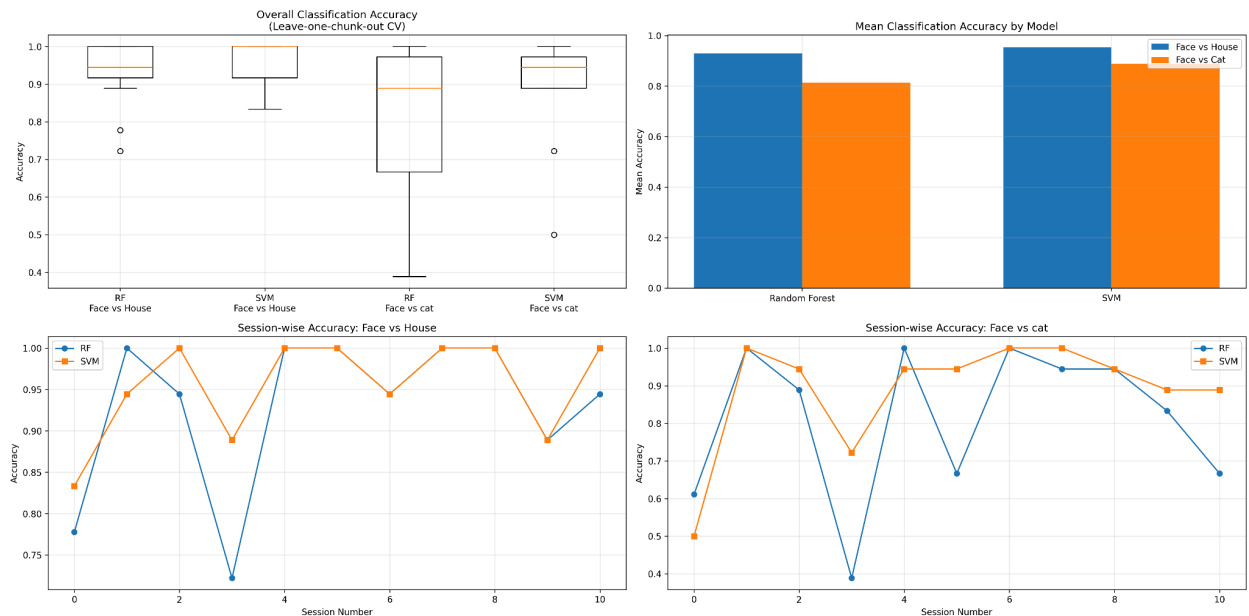 Overall Classification Accuracy
(Leave-one-chunk-out CV)
Accuracy
1.0
0.9
0.8
0.7
0.6
0.5
0.4
RF
Face vs House
SVM
Face vs House
RF
Face vs cat
SVM
Face vs cat
Mean Classification Accuracy by Model
Mean Accuracy
1.0
0.8
0.6
0.4
0.2
0.0
Face vs House
Face vs Cat
Random Forest
SVM
Session-wise Accuracy: Face vs House
Accuracy
RF
SVM
1.00
0.95
0.90
0.85
0.80
0.75
0
2
4
6
8
10
Session Number
Session-wise Accuracy: Face vs cat
Accuracy
RF
SVM
1.0
0.9
0.8
0.7
0.6
0.5
0.4
0
2
4
6
8
10
Session Number